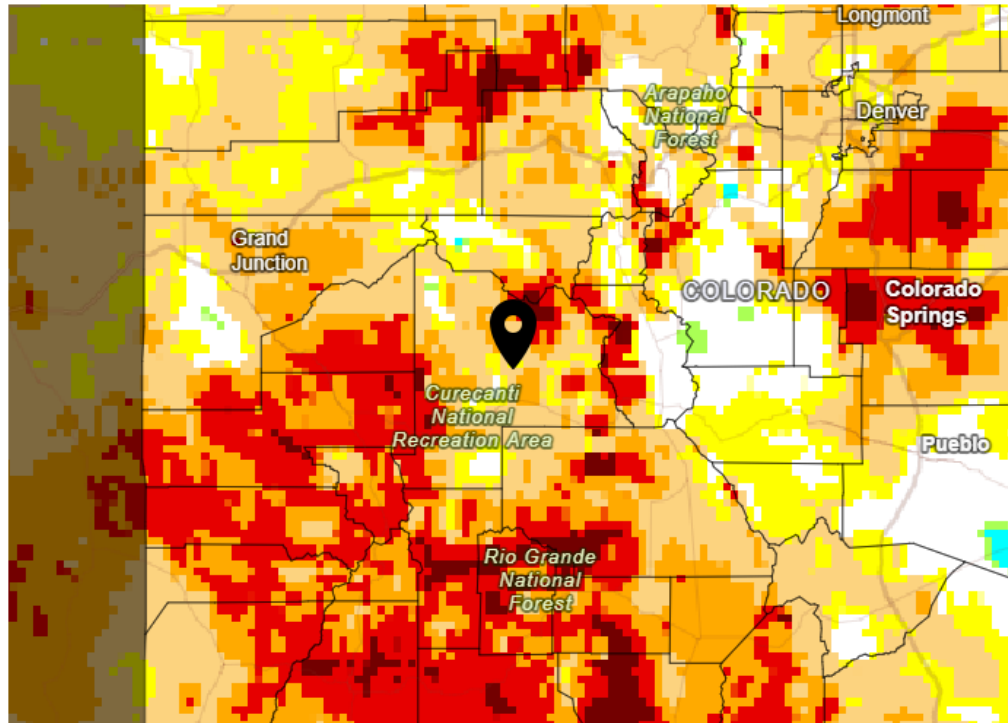 Longmont
Arapaho
National
Forest
Denver
Grand
Junction
COLORADO
Colorado
Springs
Curecanti
National
Recreation Area
Pueblo
Rio Grande
National
Forest